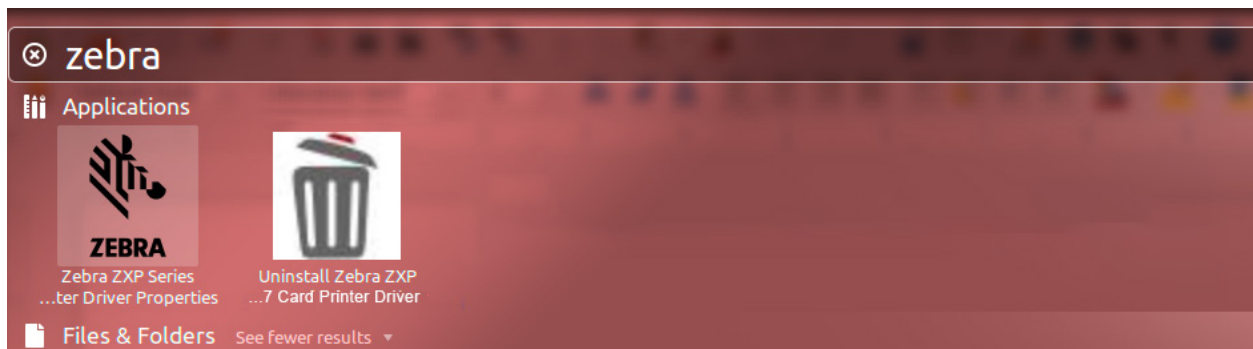 zebra
Applications
ZEBRA
Zebra ZXP Series
...ter Driver Properties
Uninstall Zebra ZXP
...7 Card Printer Driver
Files & Folders See fewer results